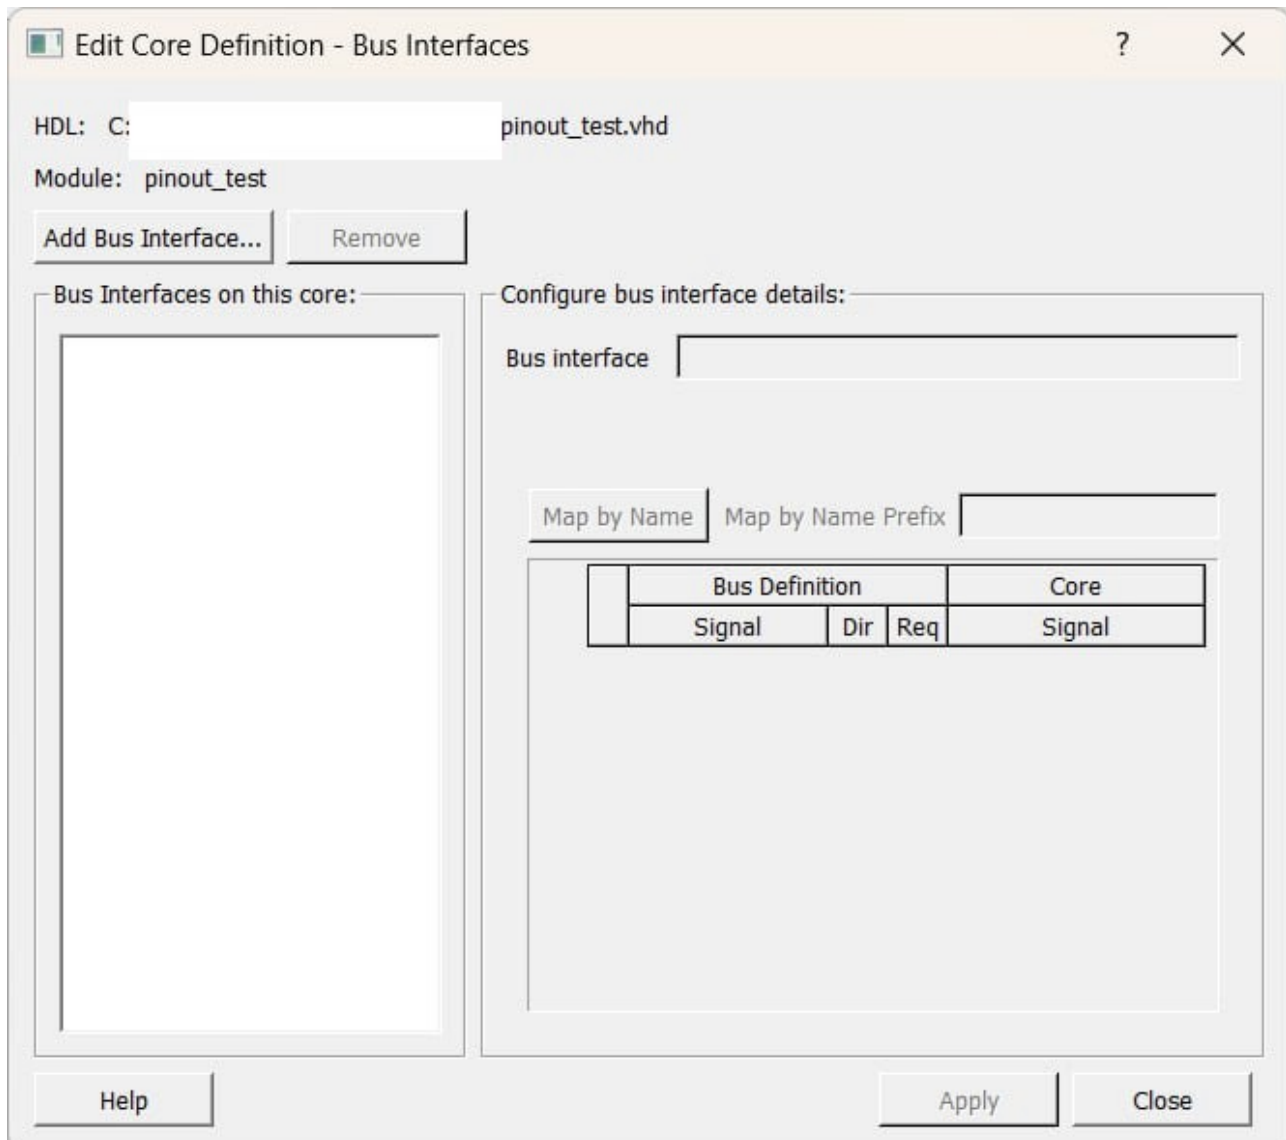 Edit Core Definition - Bus Interfaces ?
HDL: C: pinout_test.vhd
Module: pinout_test
Add Bus Interface... Remove
Bus Interfaces on this core:
Configure bus interface details:
Bus interface
Map by Name Map by Name Prefix
Bus Definition Core
Signal Dir Req Signal
Help Apply Close